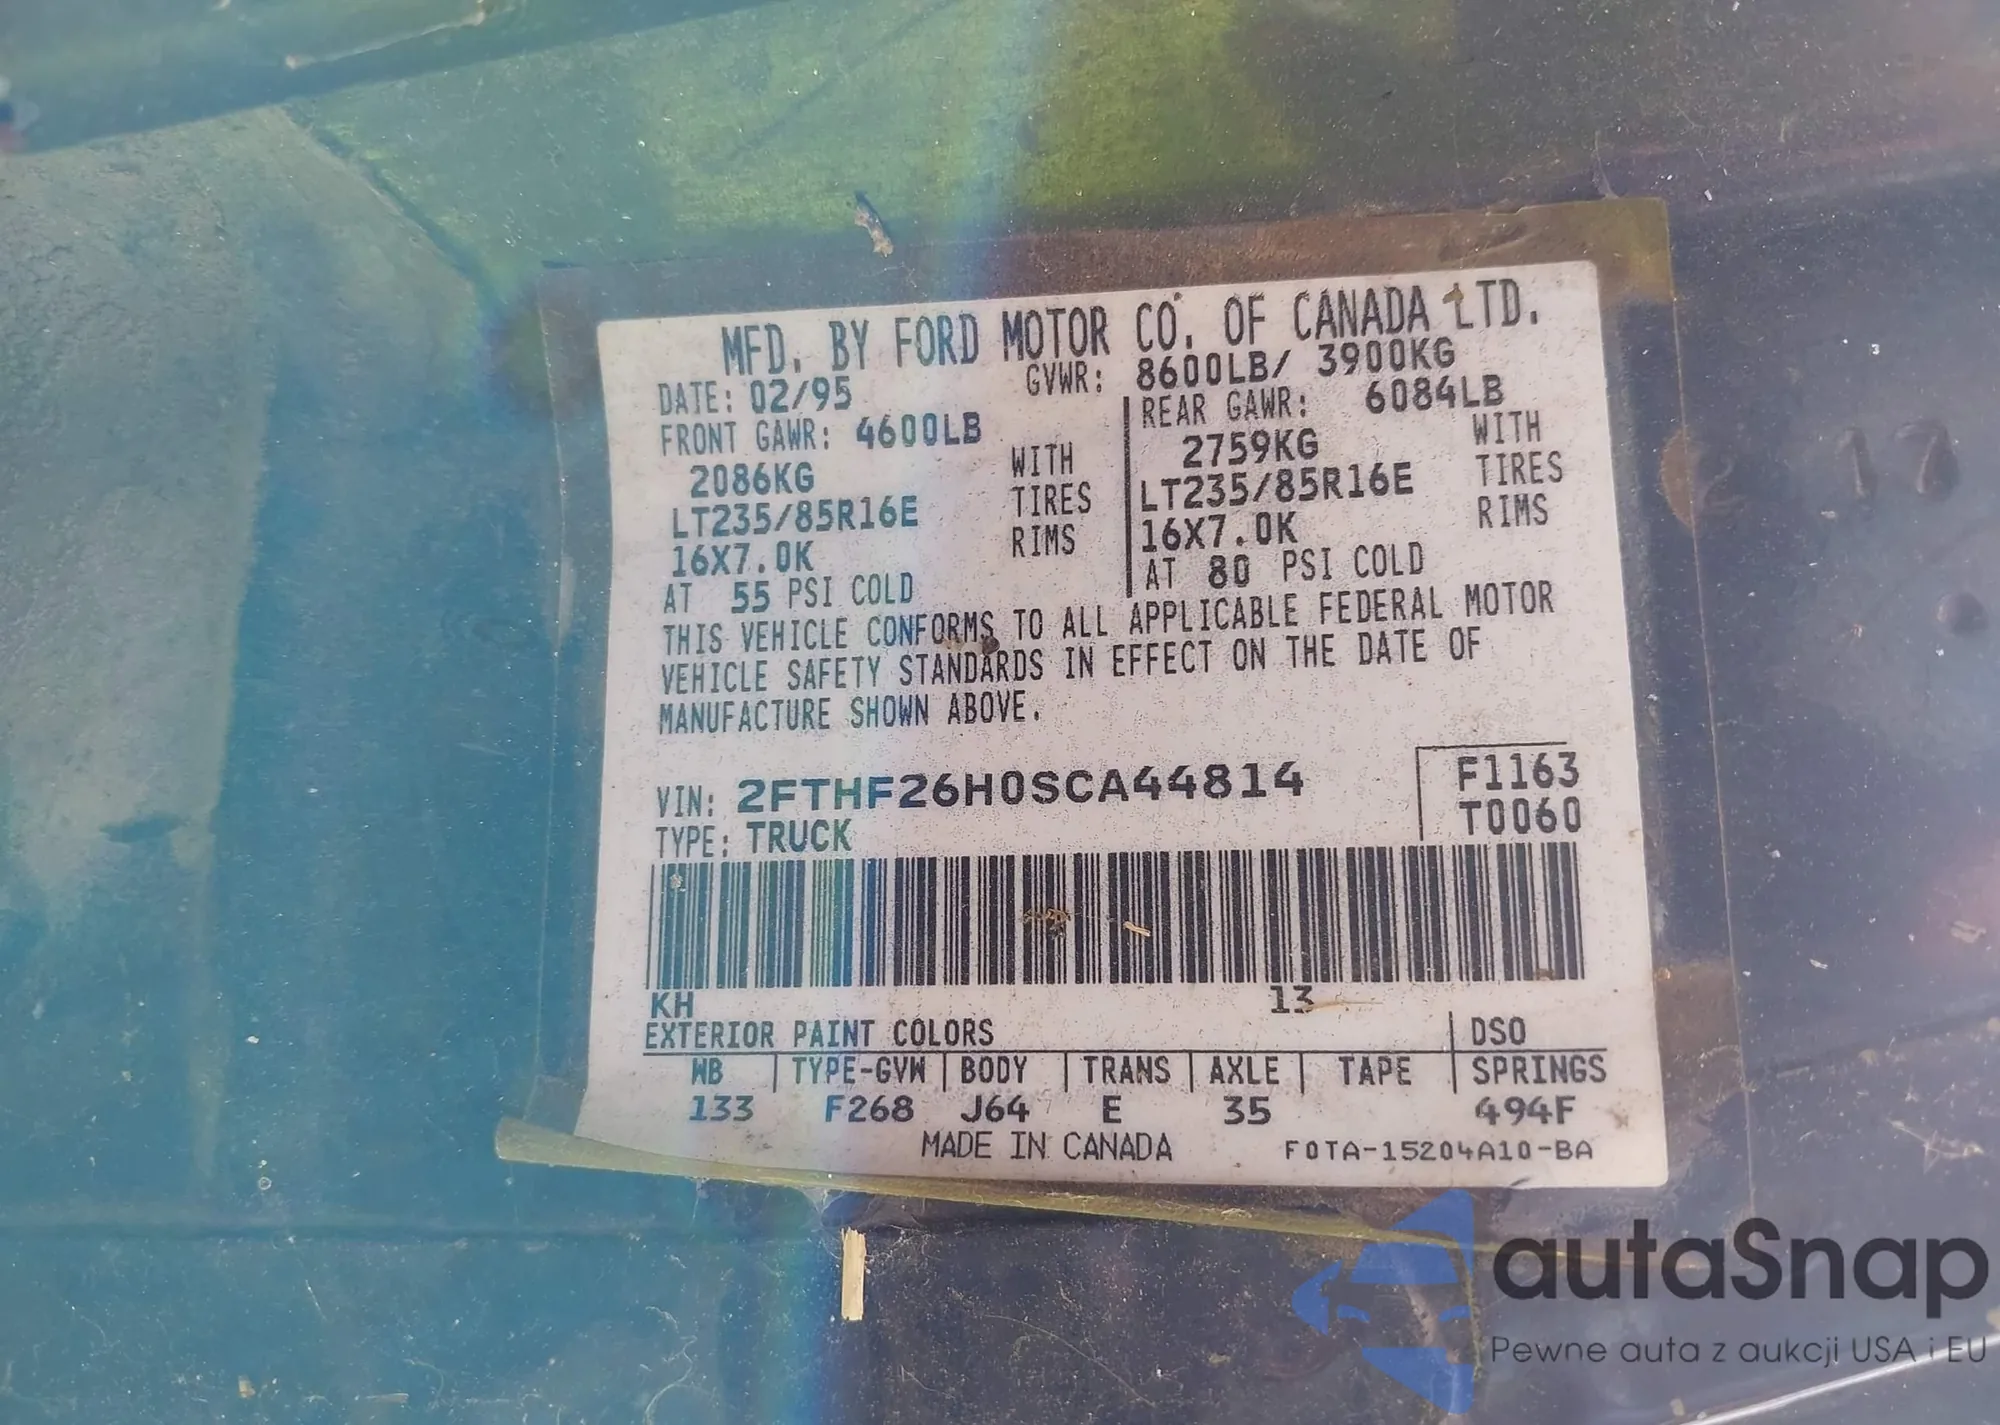 MFD. BY FORD MOTOR CO. OF CANADA LTD.
DATE: 02/95 GVWR: 8600LB/ 3900KG
FRONT GAWR: 4600LB
2086KG WITH
LT235/85R16E TIRES
16X7.0K RIMS
AT 55 PSI COLD
REAR GAWR: 6084LB
2759KG WITH
LT235/85R16E TIRES
16X7.0K RIMS
AT 80 PSI COLD
THIS VEHICLE CONFORMS TO ALL APPLICABLE FEDERAL MOTOR
VEHICLE SAFETY STANDARDS IN EFFECT ON THE DATE OF
MANUFACTURE SHOWN ABOVE.
VIN: 2FTHF26H0SCA44814
F1163
T0060
TYPE: TRUCK
KH 13
EXTERIOR PAINT COLORS DSO
WB TYPE-GVW BODY TRANS AXLE TAPE SPRINGS
133 F268 J64 E 35 494F
MADE IN CANADA F0TA-15204A10-BA
17
autaSnap
Pewne auta z aukcji USA i EU